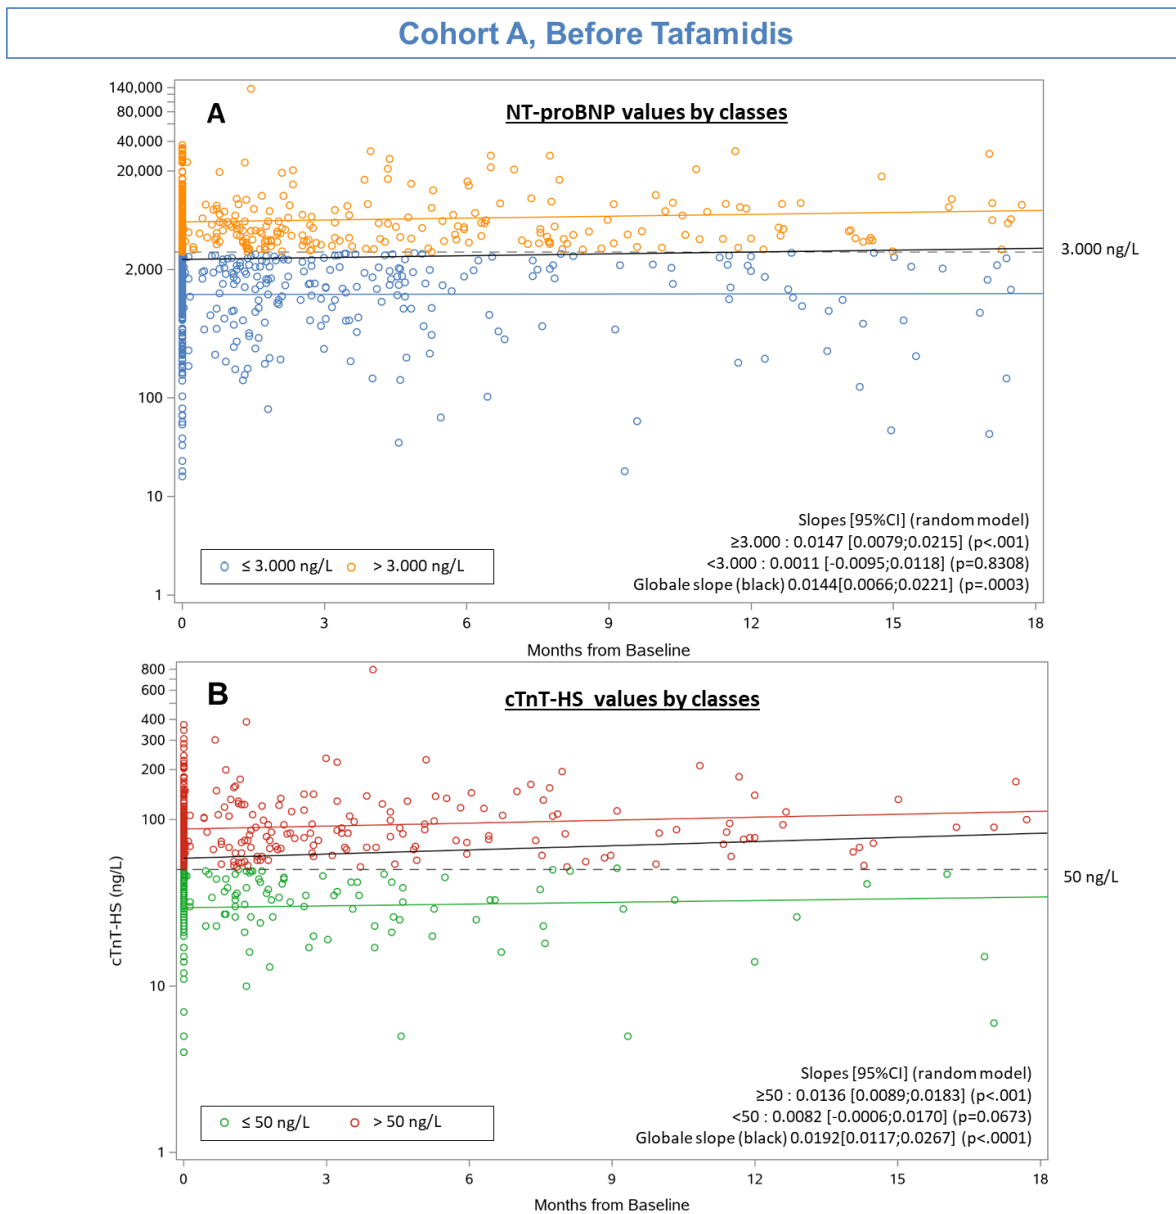 Cohort A, Before Tafamidis
A
NT-proBNP values by classes
140,000
80,000
40,000
20,000
2,000
100
10
1
3.000 ng/L
Slopes [95%CI] (random model)
≥3.000 : 0.0147 [0.0079;0.0215] (p<.001)
<3.000 : 0.0011 [-0.0095;0.0118] (p=0.8308)
Globale slope (black) 0.0144[0.0066;0.0221] (p=.0003)
≤ 3.000 ng/L > 3.000 ng/L
0 3 6 9 12 15 18
Months from Baseline
B
cTnT-HS values by classes
800
600
400
300
200
100
10
1
cTnT-HS (ng/L)
50 ng/L
Slopes [95%CI] (random model)
≥50 : 0.0136 [0.0089;0.0183] (p<.001)
<50 : 0.0082 [-0.0006;0.0170] (p=0.0673)
Globale slope (black) 0.0192[0.0117;0.0267] (p<.0001)
≤ 50 ng/L > 50 ng/L
0 3 6 9 12 15 18
Months from Baseline